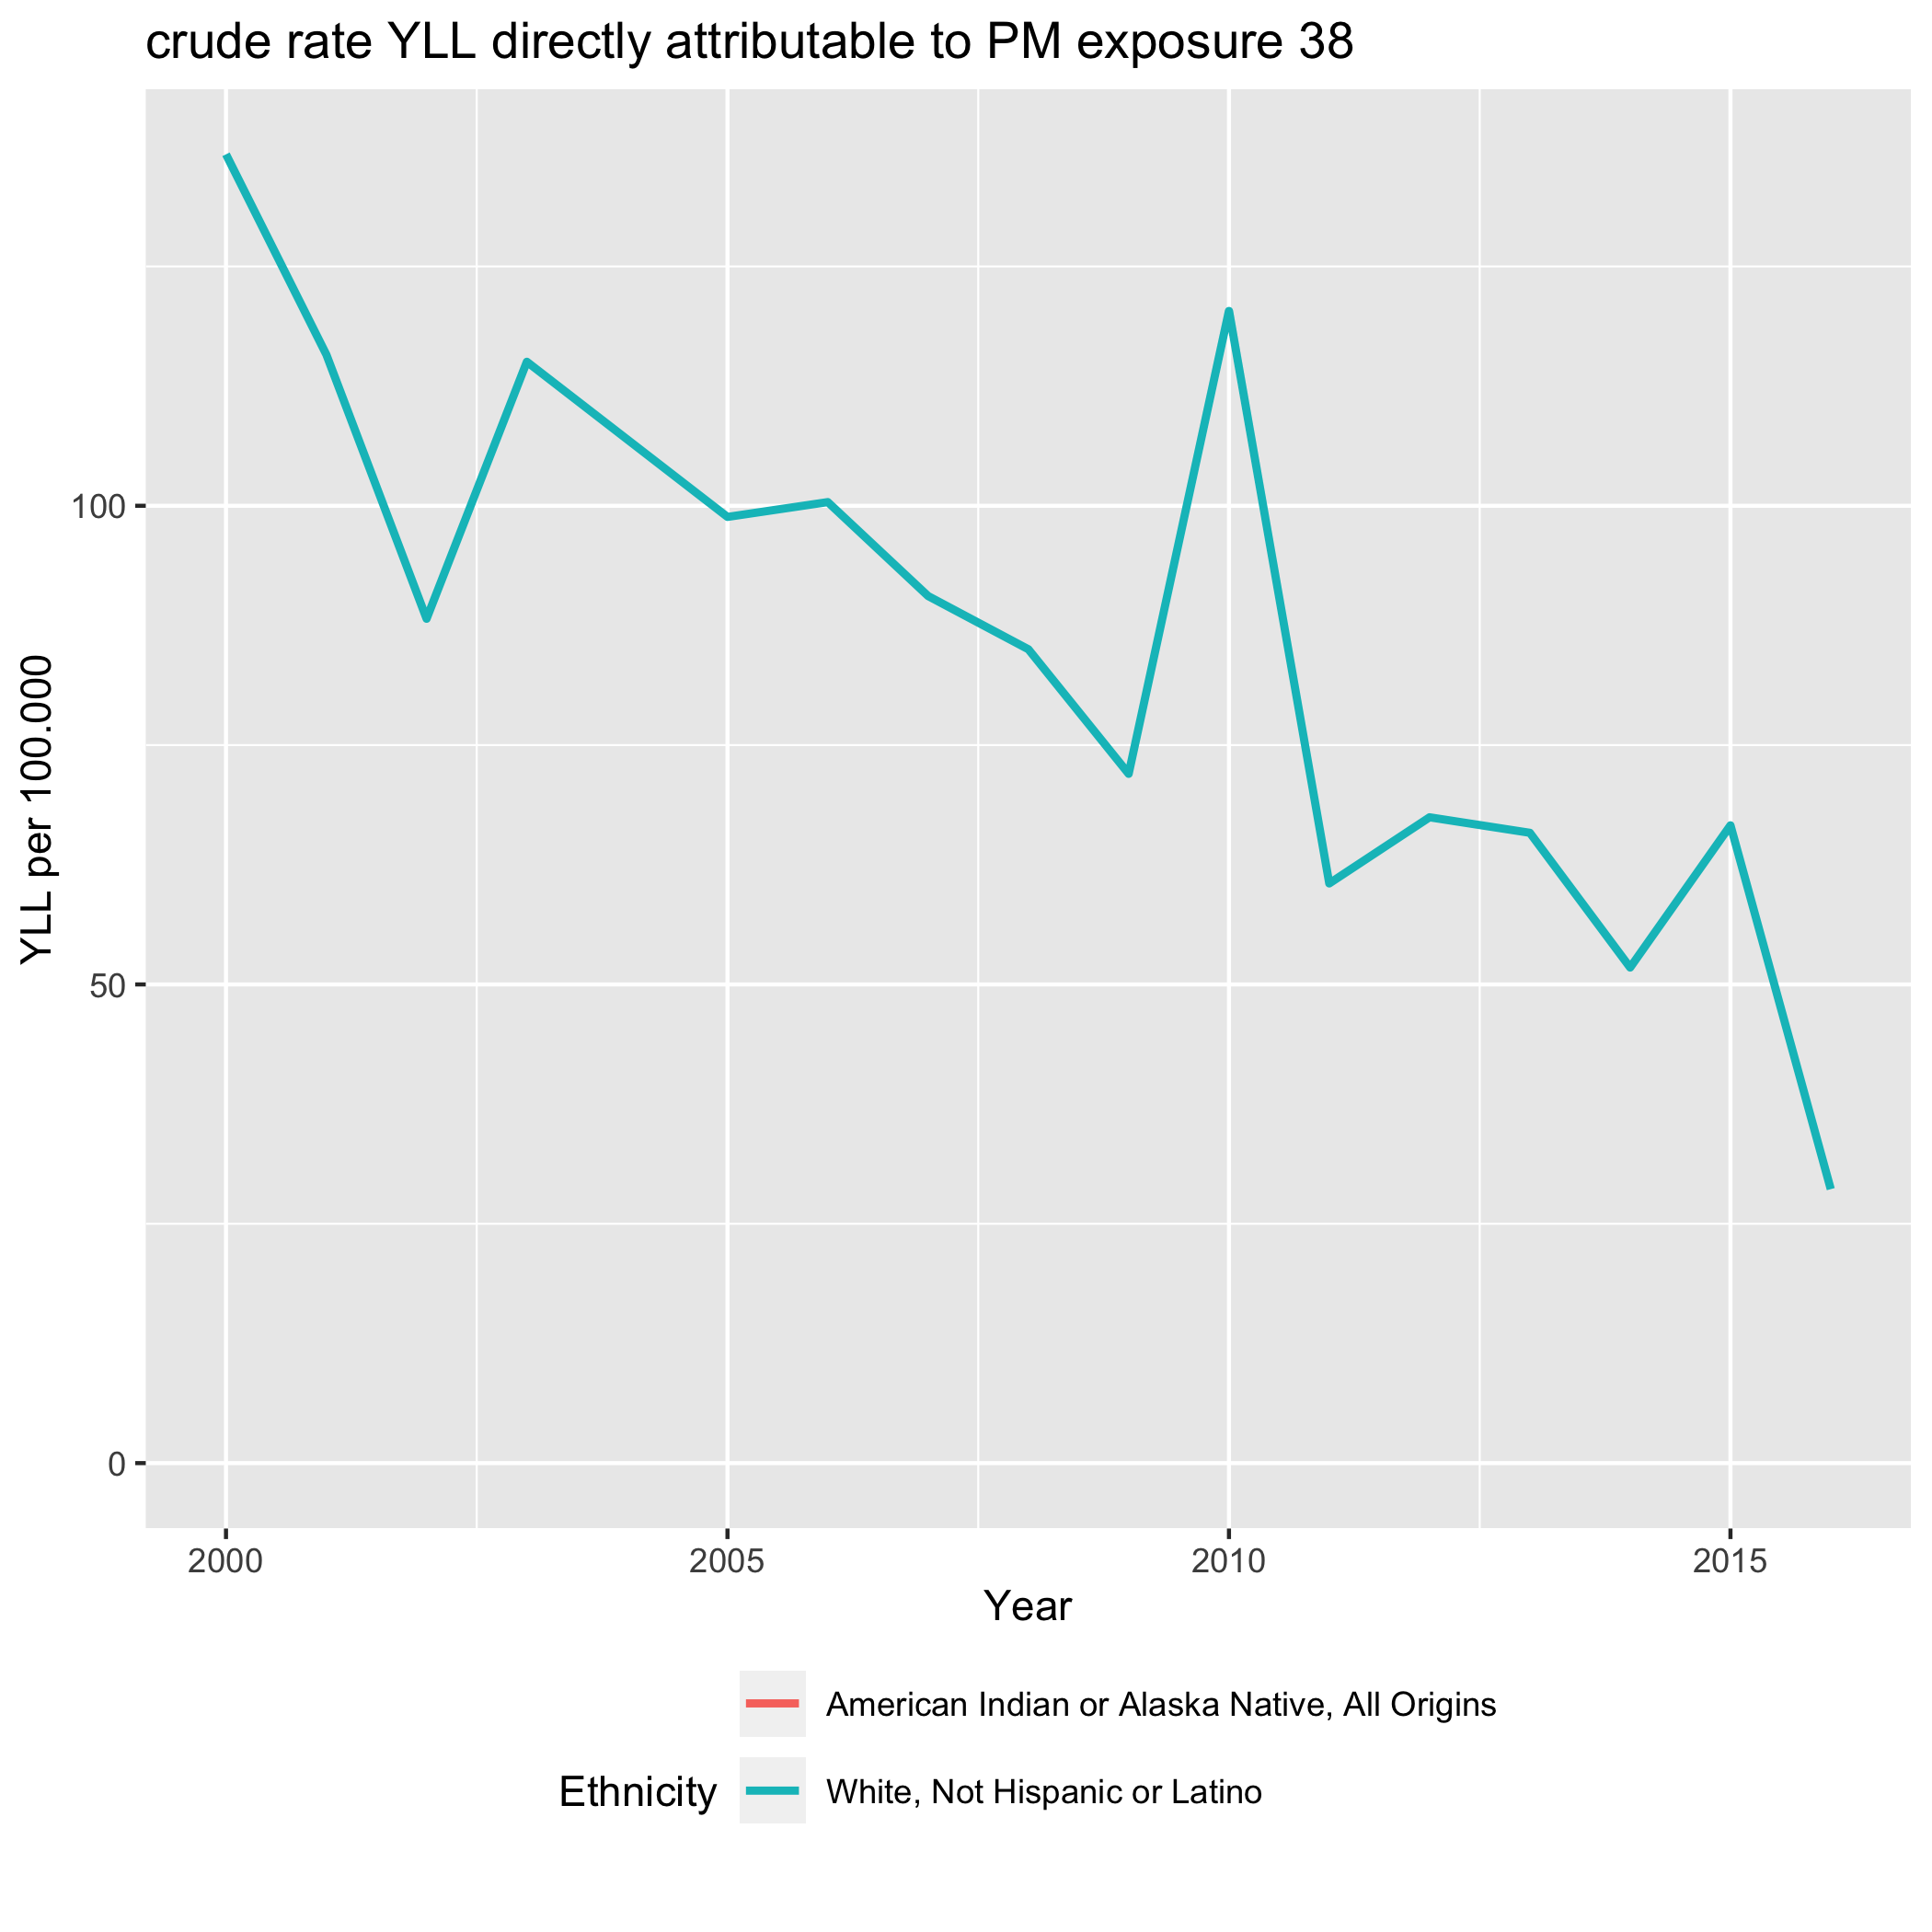 crude rate YLL directly attributable to PM exposure 38
YLL per 100.000
100
50
0
2000 2005 2010 2015
Year
Ethnicity
American Indian or Alaska Native, All Origins
White, Not Hispanic or Latino